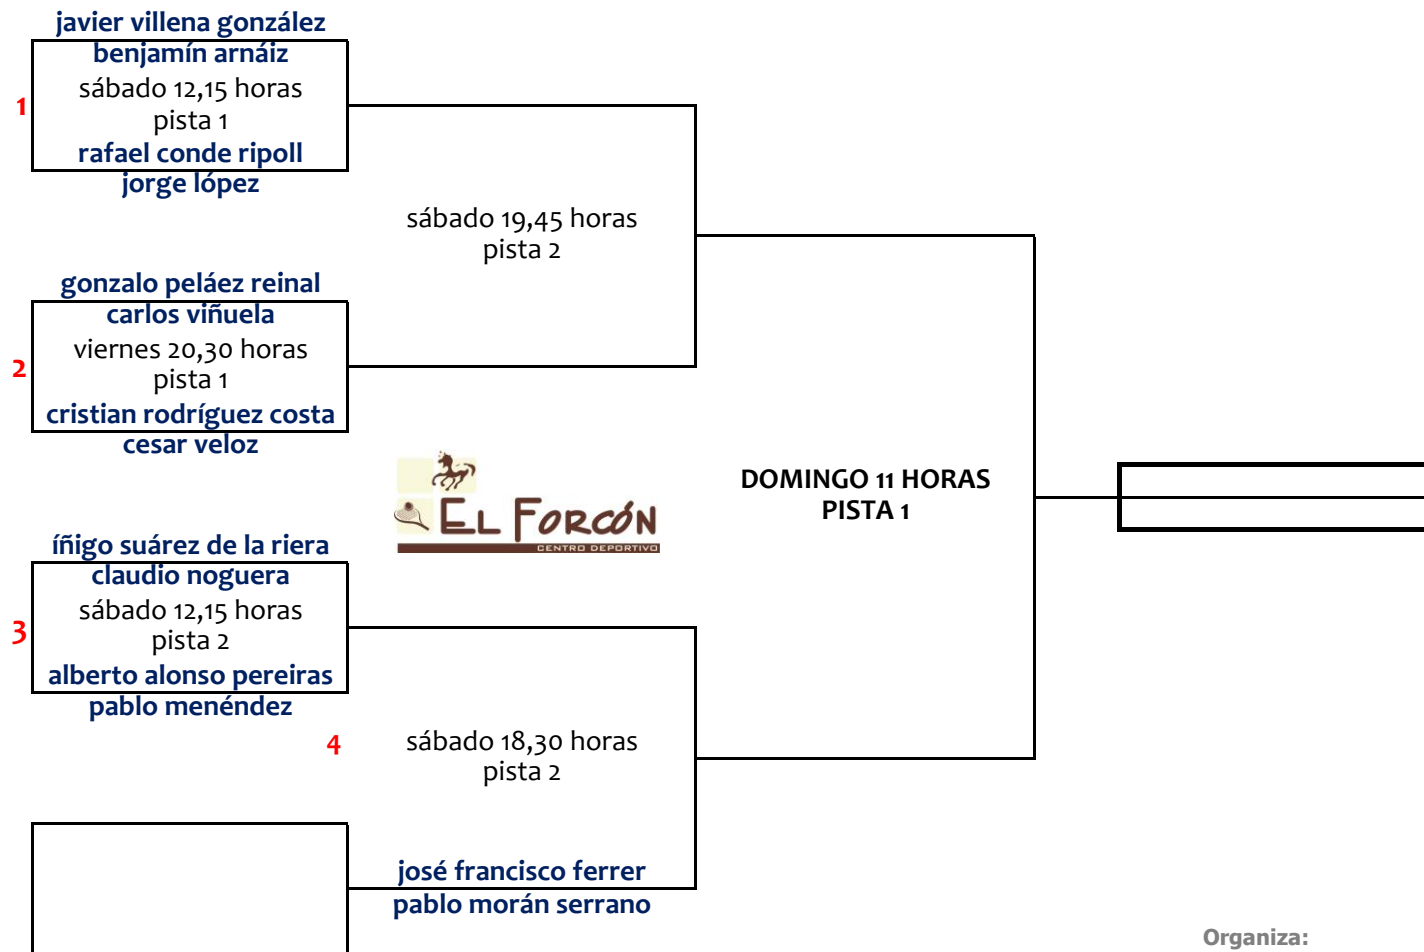 javier villena gonzález
benjamín arnáiz
1
sábado 12,15 horas
pista 1
rafael conde ripoll
jorge lópez
sábado 19,45 horas
pista 2
gonzalo peláez reinal
carlos viñuela
2
viernes 20,30 horas
pista 1
cristian rodríguez costa
cesar veloz
EL FORCÓN
CENTRO DEPORTIVO
DOMINGO 11 HORAS
PISTA 1
íñigo suárez de la riera
claudio noguera
3
sábado 12,15 horas
pista 2
alberto alonso pereiras
pablo menéndez
4
sábado 18,30 horas
pista 2
josé francisco ferrer
pablo morán serrano
Organiza: